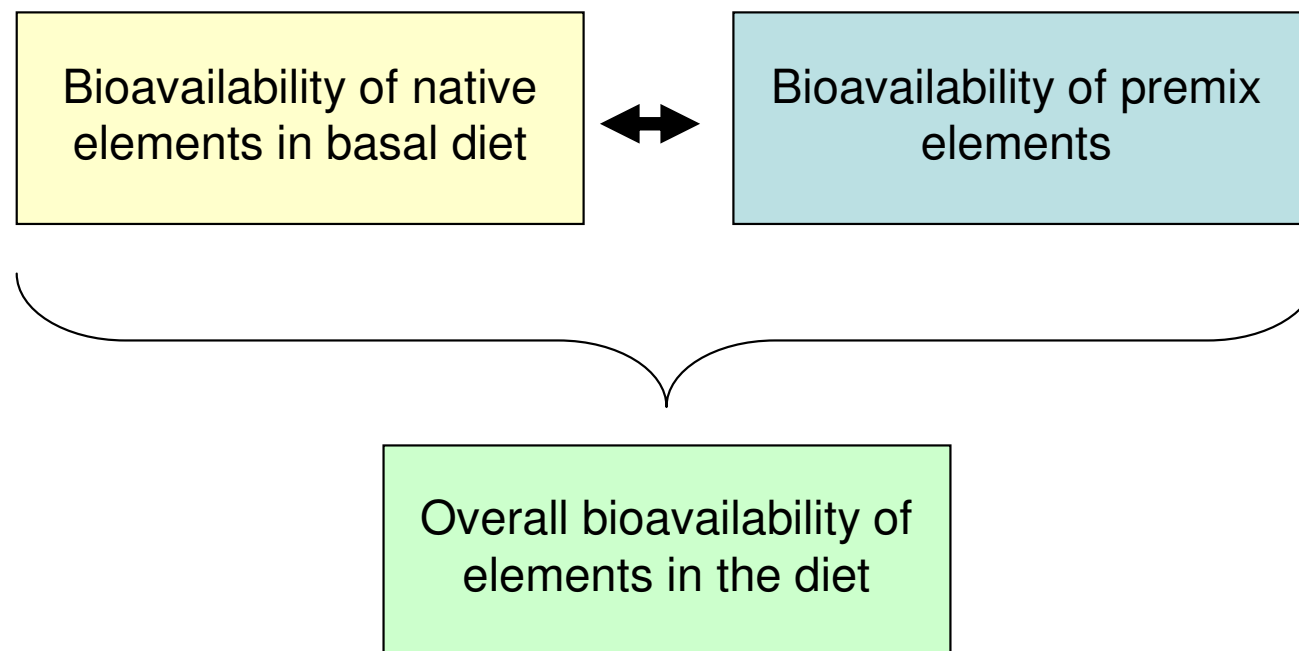 Bioavailability of native
elements in basal diet
Bioavailability of premix
elements
Overall bioavailability of
elements in the diet